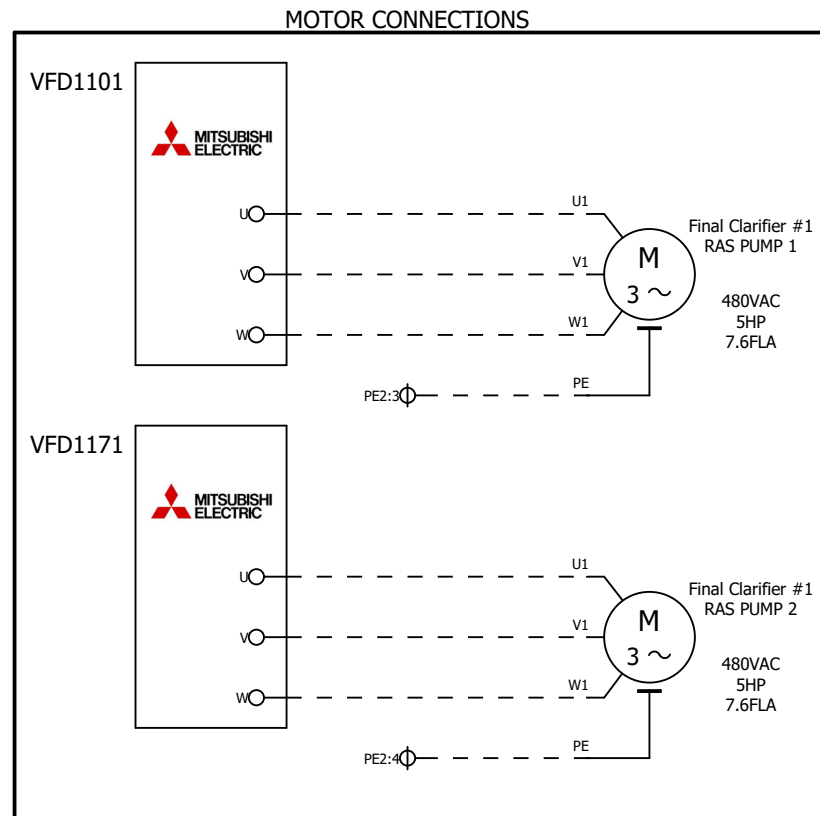 MOTOR CONNECTIONS
VFD1101
MITSUBISHI
ELECTRIC
U
U1
V
V1
W
W1
M
3 ~
Final Clarifier #1
RAS PUMP 1
480VAC
5HP
7.6FLA
PE2:3
PE
VFD1171
MITSUBISHI
ELECTRIC
U
U1
V
V1
W
W1
M
3 ~
Final Clarifier #1
RAS PUMP 2
480VAC
5HP
7.6FLA
PE2:4
PE